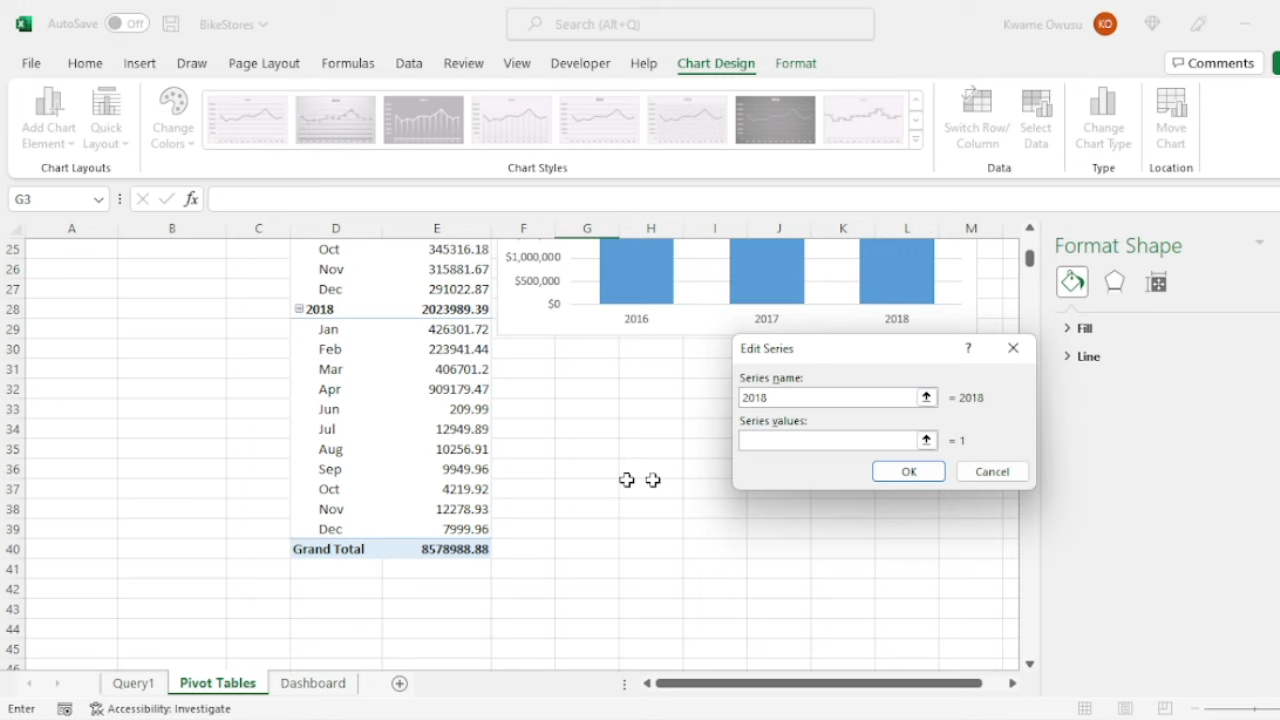 AutoSave Off BikeStores Search (Alt+Q) Kwame Owusu KO
File Home Insert Draw Page Layout Formulas Data Review View Developer Help Chart Design Format Comments
Add Chart Element Quick Layout Change Colors Switch Row/ Column Select Data Change Chart Type Move Chart
Chart Layouts Chart Styles Data Type Location
G3 fx
A B C D E F G H I J K L M
25 Oct 345316.18
26 Nov 315881.67
27 Dec 291022.87
28 2018 2023989.39
29 Jan 426301.72
30 Feb 223941.44
31 Mar 406701.2
32 Apr 909179.47
33 Jun 209.99
34 Jul 12949.89
35 Aug 10256.91
36 Sep 9949.96
37 Oct 4219.92
38 Nov 12278.93
39 Dec 7999.96
40 Grand Total 8578988.88
41
42
43
44
45
46
$1,000,000
$500,000
$0
2016 2017 2018
Edit Series ?
Series name:
2018 = 2018
Series values:
= 1
OK Cancel
Format Shape
Fill
Line
Query1 Pivot Tables Dashboard
Enter Accessibility: Investigate